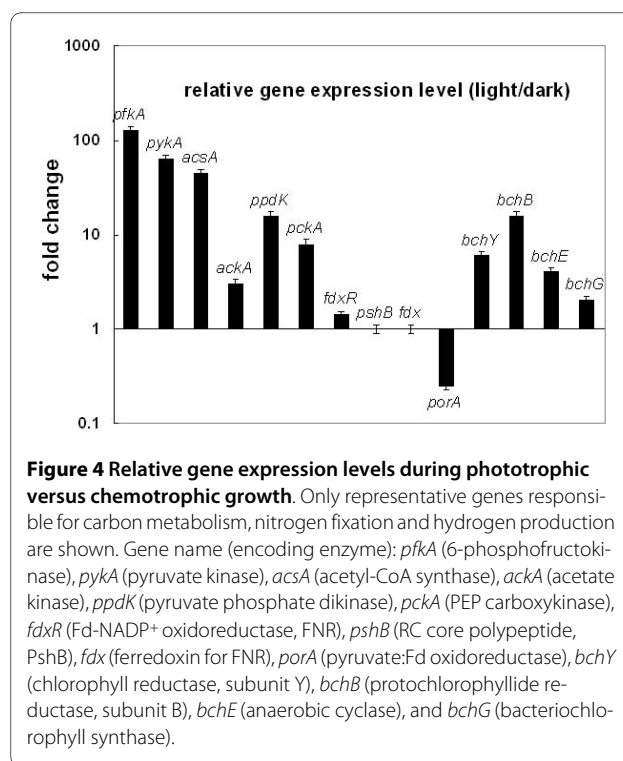 1000
relative gene expression level (light/dark)
pfkA
100
pykA
acsA
ppdK
bchB
pckA
bchY
10
fold change
ackA
bchE
bchG
fdxR
pshB fdx
1
porA
0.1
Figure 4 Relative gene expression levels during phototrophic
versus chemotrophic growth. Only representative genes responsi-
ble for carbon metabolism, nitrogen fixation and hydrogen production
are shown. Gene name (encoding enzyme): pfkA (6-phosphofructoki-
nase), pykA (pyruvate kinase), acsA (acetyl-CoA synthase), ackA (acetate
kinase), ppdK (pyruvate phosphate dikinase), pckA (PEP carboxykinase),
fdxR (Fd-NADP+ oxidoreductase, FNR), pshB (RC core polypeptide,
PshB), fdx (ferredoxin for FNR), porA (pyruvate:Fd oxidoreductase), bchY
(chlorophyll reductase, subunit Y), bchB (protochlorophyllide re-
ductase, subunit B), bchE (anaerobic cyclase), and bchG (bacteriochlo-
rophyll synthase).